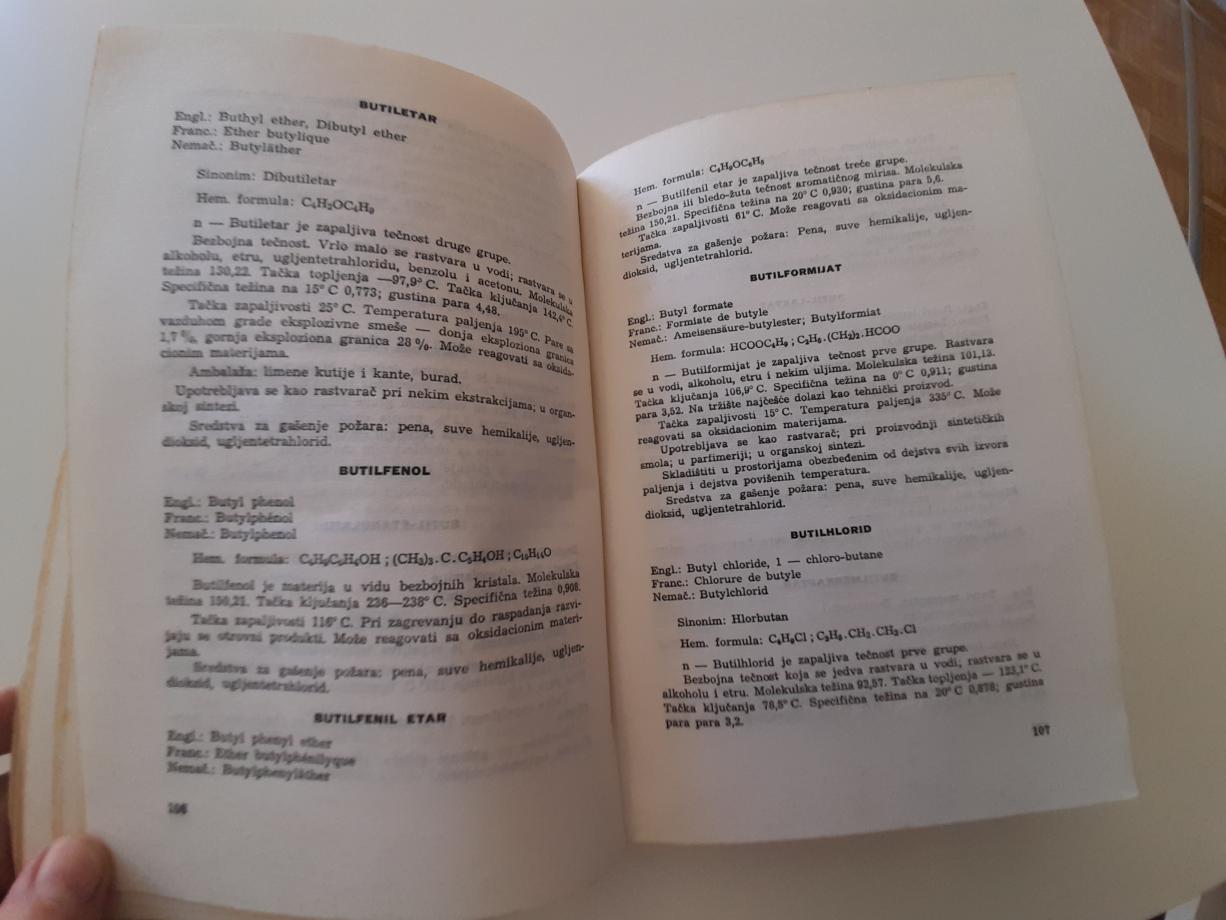 BUTILETAR
Engl.: Buthyl ether, Dibutyl ether
Franc.: Ether butylique
Nemač.: Butyläther
Sinonim: Dibutiletar
Hem. formula: C₄H₂OC₄H₉
n — Butiletar je zapaljiva tečnost druge grupe.
Bezbojna tečnost. Vrlo malo se rastvara u vodi; rastvara se u
alkoholu, etru, ugljentetrahloridu, benzolu i acetonu. Molekulska
težina 130,22. Tačka topljenja —97,9° C. Tačka ključanja 142,4° C.
Specifična težina na 15° C 0,773; gustina para 4,48.
Tačka zapaljivosti 25° C. Temperatura paljenja 195° C. Pare sa
vazduhom grade eksplozivne smeše — donja eksploziona granica
1,7 %, gornja eksploziona granica 28 %. Može reagovati sa oksida-
cionim materijama.
Ambalaža: limene kutije i kante, burad.
Upotrebljava se kao rastvarač pri nekim ekstrakcijama; u organ-
skoj sintezi.
Sredstva za gašenje požara: pena, suve hemikalije, ugljen-
dioksid, ugljentetrahlorid.
BUTILFENOL
Engl.: Butyl phenol
Franc.: Butylphénol
Nemač.: Butylphenol
Hem. formula: C₄H₉C₆H₄OH ; (CH₃)₃ . C . C₆H₄OH ; C₁₀H₁₄O
Butilfenol je materija u vidu bezbojnih kristala. Molekulska
težina 150,21. Tačka ključanja 236—238° C. Specifična težina 0,908.
Tačka zapaljivosti 116° C. Pri zagrevanju do raspadanja razvi-
jaju se otrovni produkti. Može reagovati sa oksidacionim materi-
jama.
Sredstva za gašenje požara: pena, suve hemikalije, ugljen-
dioksid, ugljentetrahlorid.
BUTILFENIL ETAR
Engl.: Butyl phenyl ether
Franc.: Ether butylphénilyque
Nemač.: Butylphenyläther
106
Hem. formula: C₄H₉OC₆H₅
n — Butilfenil etar je zapaljiva tečnost treće grupe.
Bezbojna ili bledo-žuta tečnost aromatičnog mirisa. Molekulska
težina 150,21. Specifična težina na 20° C 0,930; gustina para 5,6.
Tačka zapaljivosti 61° C. Može reagovati sa oksidacionim ma-
terijama.
Sredstva za gašenje požara: Pena, suve hemikalije, ugljen-
dioksid, ugljentetrahlorid.
BUTILFORMIJAT
Engl.: Butyl formate
Franc.: Formiate de butyle
Nemač.: Ameisensäure-butylester; Butylformiat
Hem. formula: HCOOC₄H₉ ; C₂H₅ . (CH₂)₂ . HCOO
n — Butilformijat je zapaljiva tečnost prve grupe. Rastvara
se u vodi, alkoholu, etru i nekim uljima. Molekulska težina 101,13.
Tačka ključanja 106,9° C. Specifična težina na 0° C 0,911; gustina
para 3,52. Na tržište najčešće dolazi kao tehnički proizvod.
Tačka zapaljivosti 15° C. Temperatura paljenja 335° C. Može
reagovati sa oksidacionim materijama.
Upotrebljava se kao rastvarač; pri proizvodnji sintetičkih
smola; u parfimeriji; u organskoj sintezi.
Skladištiti u prostorijama obezbeđenim od dejstva svih izvora
paljenja i dejstva povišenih temperatura.
Sredstva za gašenje požara: pena, suve hemikalije, ugljen-
dioksid, ugljentetrahlorid.
BUTILHLORID
Engl.: Butyl chloride, 1 — chloro-butane
Franc.: Chlorure de butyle
Nemač.: Butylchlorid
Sinonim: Hlorbutan
Hem. formula: C₄H₉Cl ; C₂H₅ . CH₂ . CH₂ . Cl
n — Butilhlorid je zapaljiva tečnost prve grupe.
Bezbojna tečnost koja se jedva rastvara u vodi, rastvara se u
alkoholu i etru. Molekulska težina 92,57. Tačka topljenja — 123,1° C.
Tačka ključanja 78,5° C. Specifična težina na 20° C 0,878; gustina
para para 3,2.
107